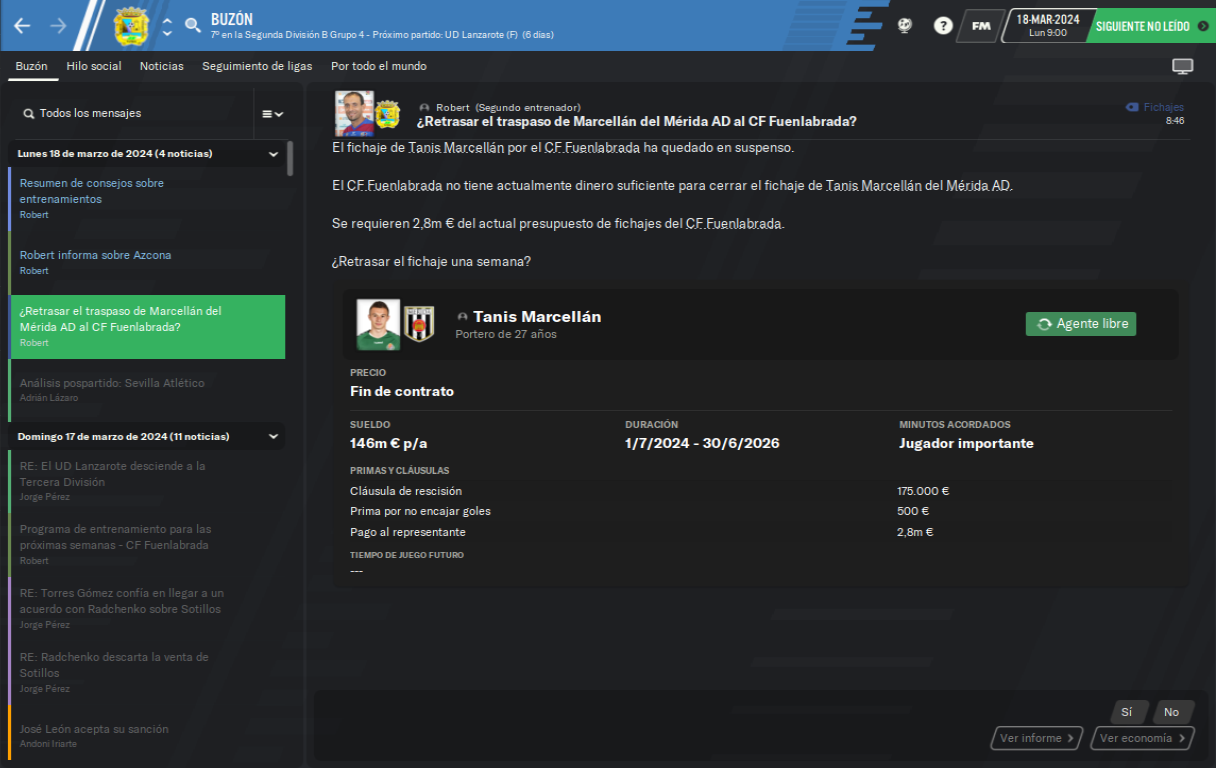 BUZÓN
7º en la Segunda División B Grupo 4 - Próximo partido: UD Lanzarote (F) (6 días)
?
FM
18-MAR-2024
Lun 9:00
SIGUIENTE NO LEÍDO
Buzón Hilo social Noticias Seguimiento de ligas Por todo el mundo
Todos los mensajes
Lunes 18 de marzo de 2024 (4 noticias)
Resumen de consejos sobre
entrenamientos
Robert
Robert informa sobre Azcona
Robert
¿Retrasar el traspaso de Marcellán del
Mérida AD al CF Fuenlabrada?
Robert
Análisis pospartido: Sevilla Atlético
Adrián Lázaro
Domingo 17 de marzo de 2024 (11 noticias)
RE: El UD Lanzarote desciende a la
Tercera División
Jorge Pérez
Programa de entrenamiento para las
próximas semanas - CF Fuenlabrada
Robert
RE: Torres Gómez confía en llegar a un
acuerdo con Radchenko sobre Sotillos
Jorge Pérez
RE: Radchenko descarta la venta de
Sotillos
Jorge Pérez
José León acepta su sanción
Andoni Iriarte
Robert (Segundo entrenador)
¿Retrasar el traspaso de Marcellán del Mérida AD al CF Fuenlabrada?
Fichajes
8:46
El fichaje de Tanis Marcellán por el CF Fuenlabrada ha quedado en suspenso.
El CF Fuenlabrada no tiene actualmente dinero suficiente para cerrar el fichaje de Tanis Marcellán del Mérida AD.
Se requieren 2,8m € del actual presupuesto de fichajes del CF Fuenlabrada.
¿Retrasar el fichaje una semana?
Tanis Marcellán
Portero de 27 años
Agente libre
PRECIO
Fin de contrato
SUELDO DURACIÓN MINUTOS ACORDADOS
146m € p/a 1/7/2024 - 30/6/2026 Jugador importante
PRIMAS Y CLÁUSULAS
Cláusula de rescisión 175.000 €
Prima por no encajar goles 500 €
Pago al representante 2,8m €
TIEMPO DE JUEGO FUTURO
---
Sí No
Ver informe Ver economía